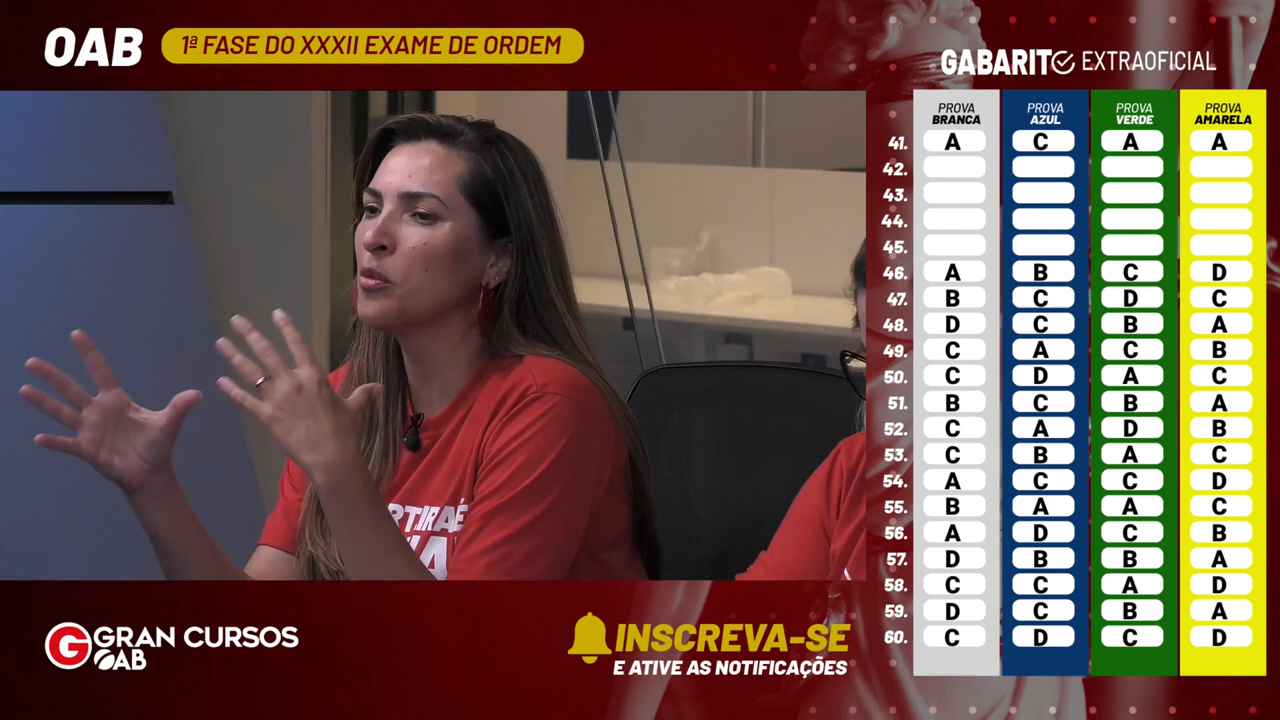 OAB
1ª FASE DO XXXII EXAME DE ORDEM
GABARITO EXTRAOFICIAL
PROVA BRANCA PROVA AZUL PROVA VERDE PROVA AMARELA
41. A C A A
42.
43.
44.
45.
46. A B C D
47. B C D C
48. D C B A
49. C A C B
50. C D A C
51. B C B A
52. C A D B
53. C B A C
54. A C C D
55. B A A C
56. A D C B
57. D B B A
58. C C A D
59. D C B A
60. C D C D
G GRAN CURSOS
OAB
INSCREVA-SE
E ATIVE AS NOTIFICAÇÕES